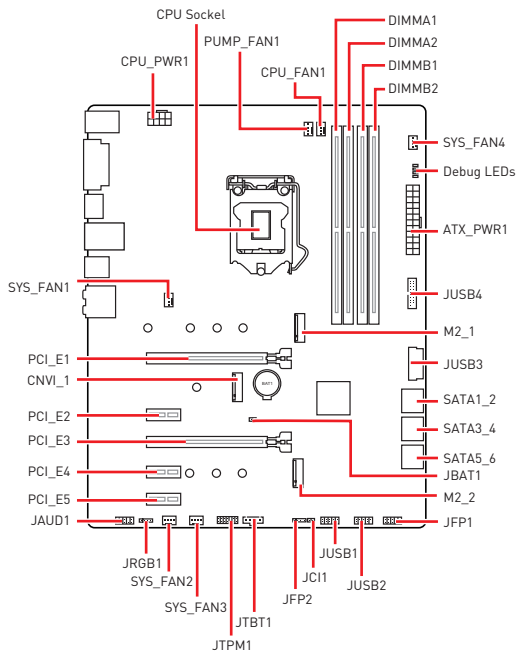 CPU Socket
DIMMA1
PUMP_FAN1
DIMMA2
CPU_PWR1
DIMMB1
CPU_FAN1
DIMMB2
SYS_FAN4
Debug LEDs
ATX_PWR1
SYS_FAN1
JUSB4
M2_1
PCI_E1
JUSB3
CNVI_1
BAT1
SATA1_2
PCI_E2
SATA3_4
PCI_E3
SATA5_6
PCI_E4
JBAT1
PCI_E5
M2_2
JAUD1
JFP1
JRGB1
JUSB1
SYS_FAN2
JCI1
JUSB2
SYS_FAN3
JFP2
JTBT1
JTPM1